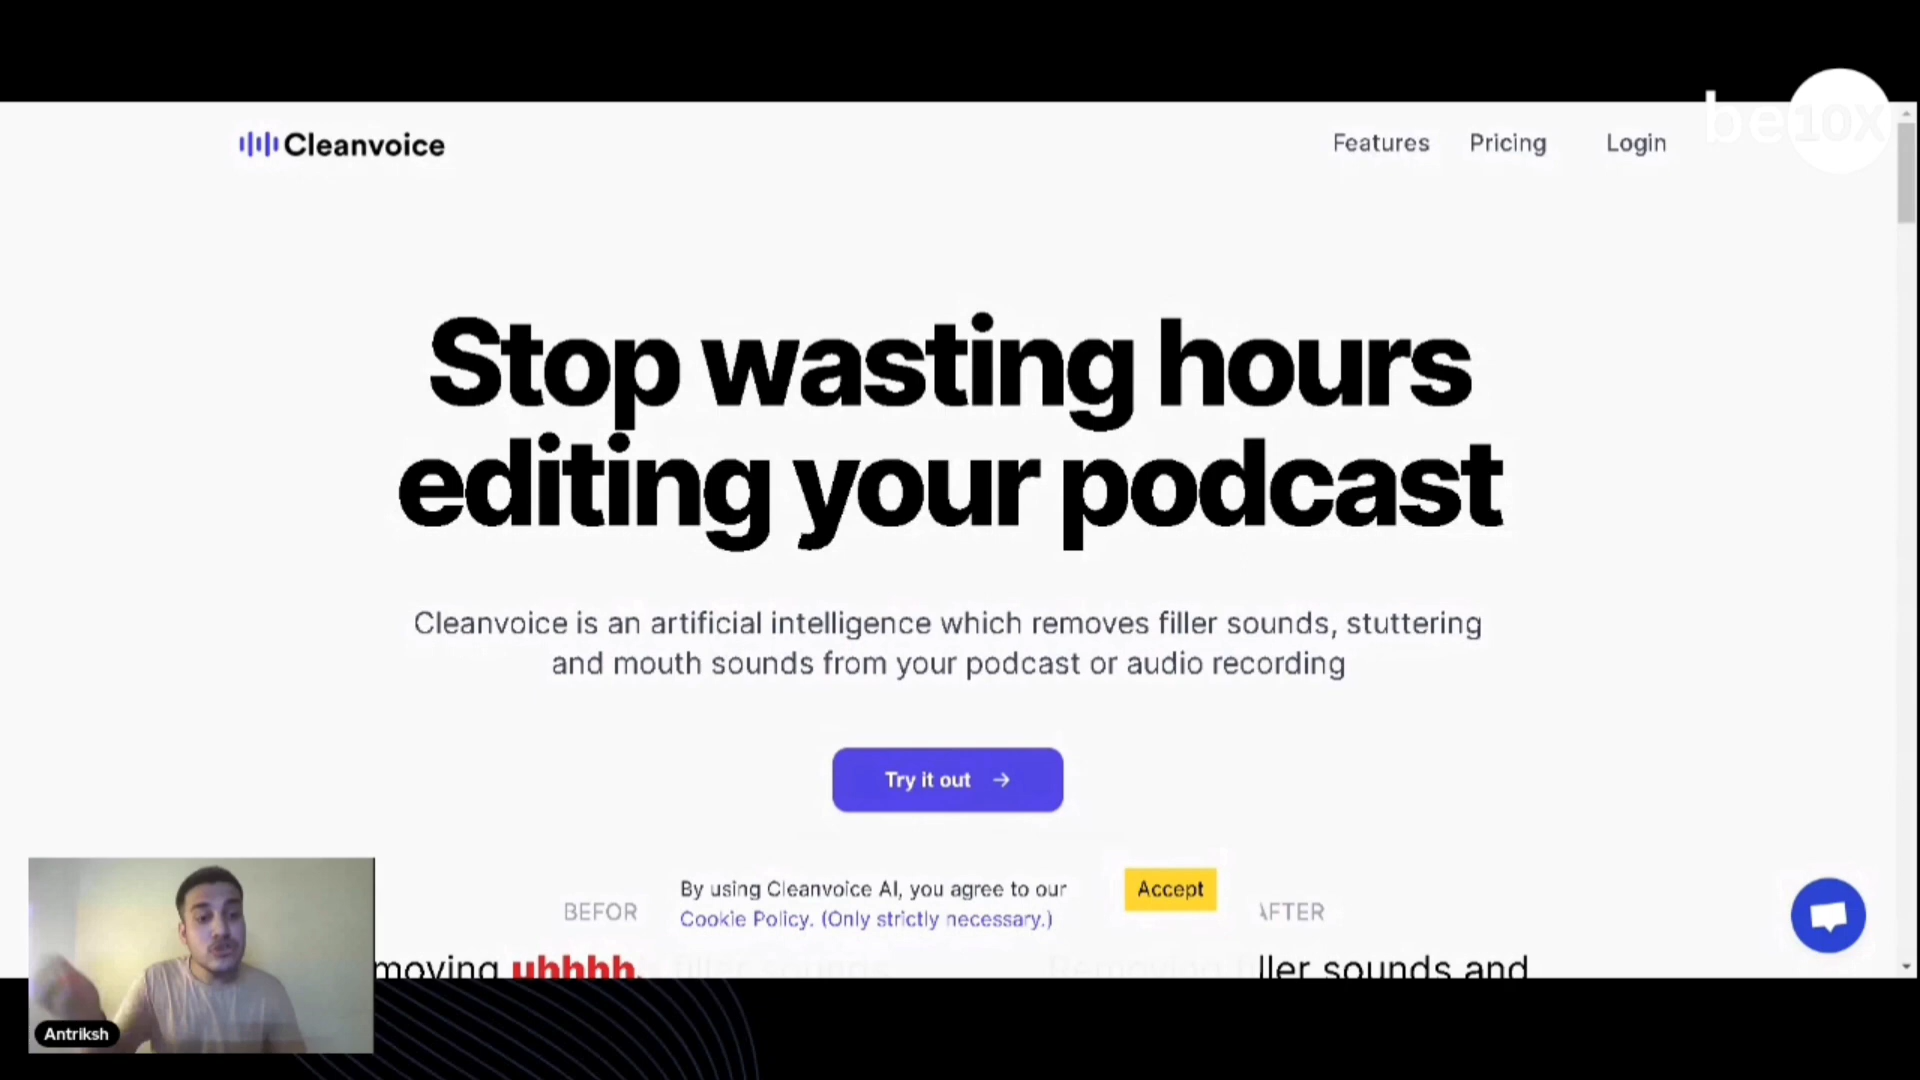 be10X
Cleanvoice
Features
Pricing
Login
Stop wasting hours
editing your podcast
Cleanvoice is an artificial intelligence which removes filler sounds, stuttering
and mouth sounds from your podcast or audio recording
Try it out →
By using Cleanvoice AI, you agree to our
Cookie Policy. (Only strictly necessary.)
Accept
BEFOR
AFTER
moving uhhhh,
ller sounds and
Antriksh